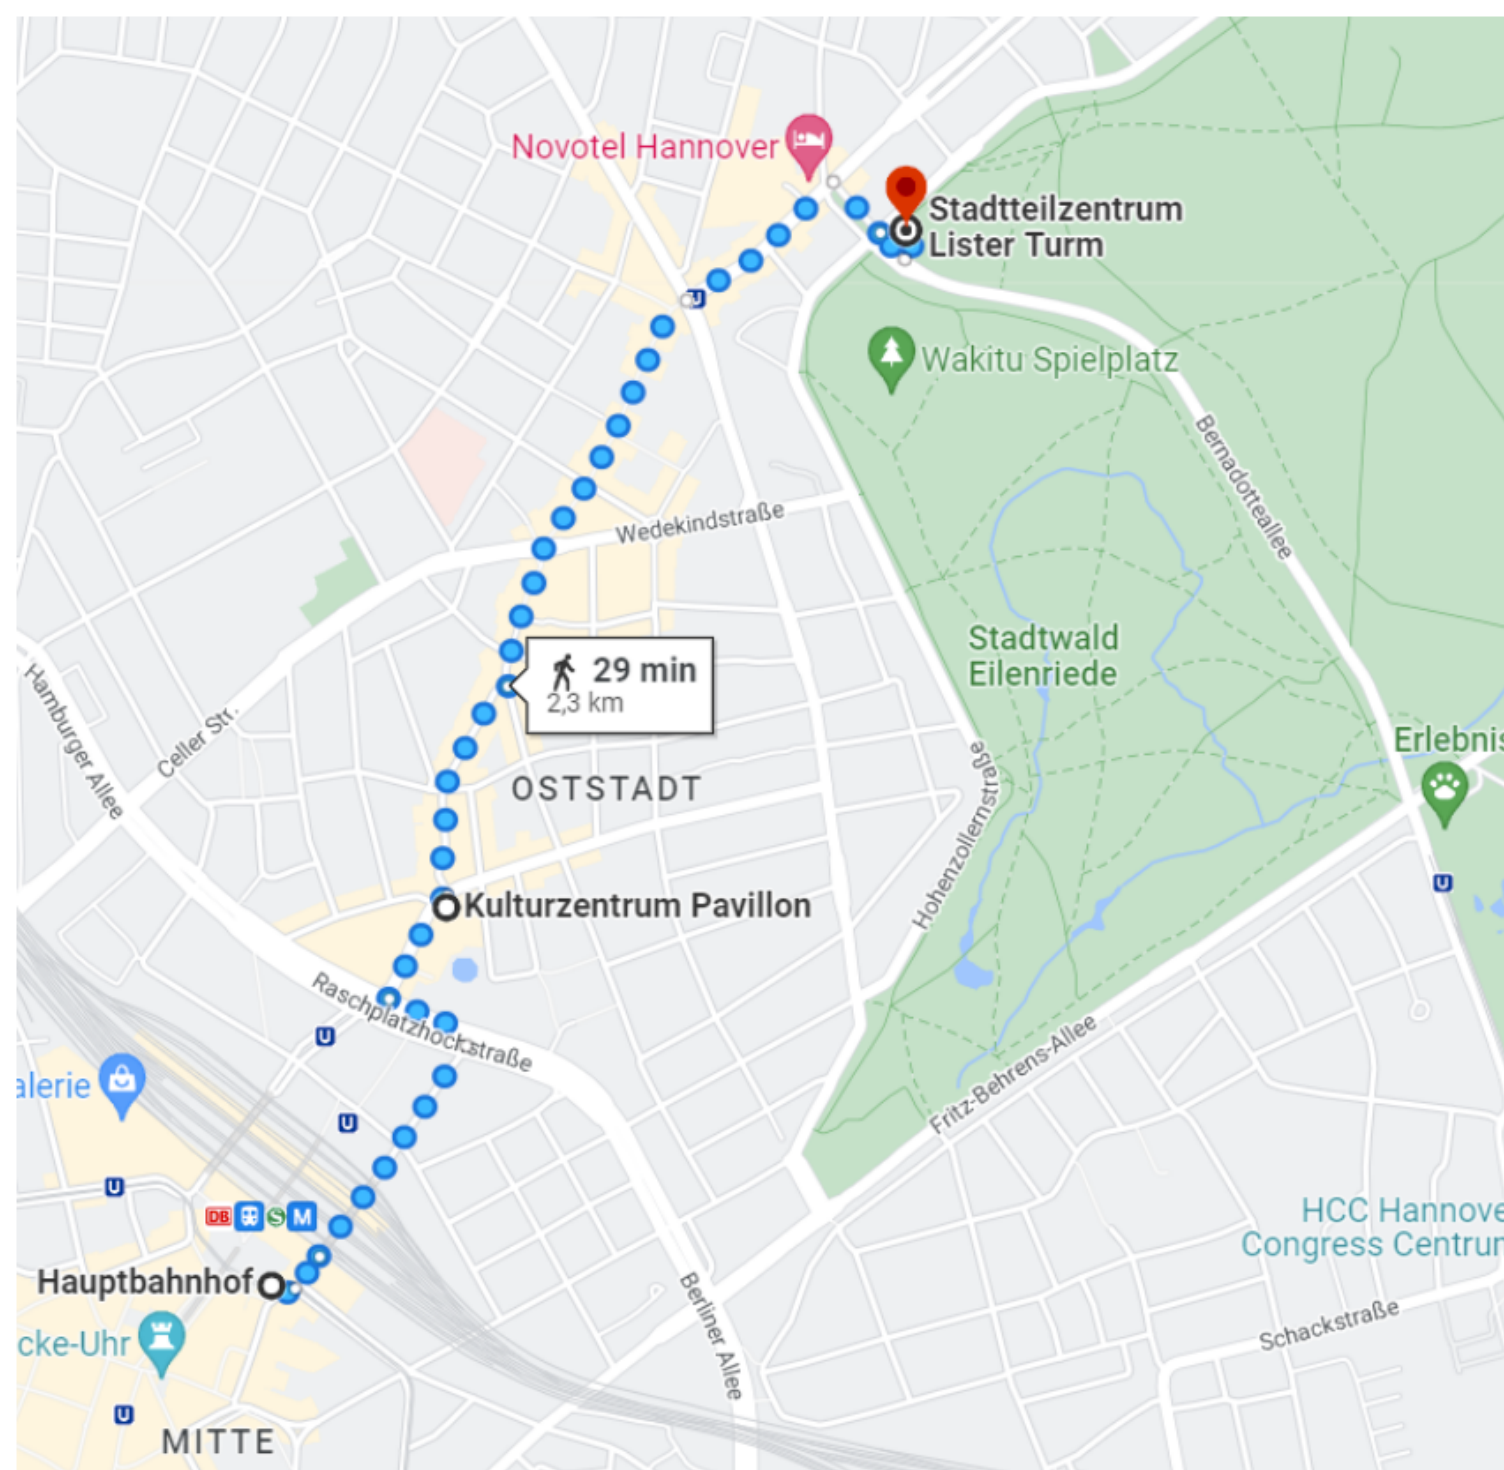 Novotel Hannover
Stadtteilzentrum
Lister Turm
U
Wakitu Spielplatz
Bernadotteallee
Wedekindstraße
Stadtwald
Eilenriede
29 min
2,3 km
Hamburger Allee
Celler Str.
Erlebnis
OSTSTADT
Hohenzollernstraße
U
Kulturzentrum Pavillon
Raschplatzhochstraße
U
Fritz-Behrens-Allee
alerie
U
U
DB
S
M
HCC Hannove
Congress Centrum
Hauptbahnhof
Berliner Allee
Schackstraße
cke-Uhr
U
MITTE